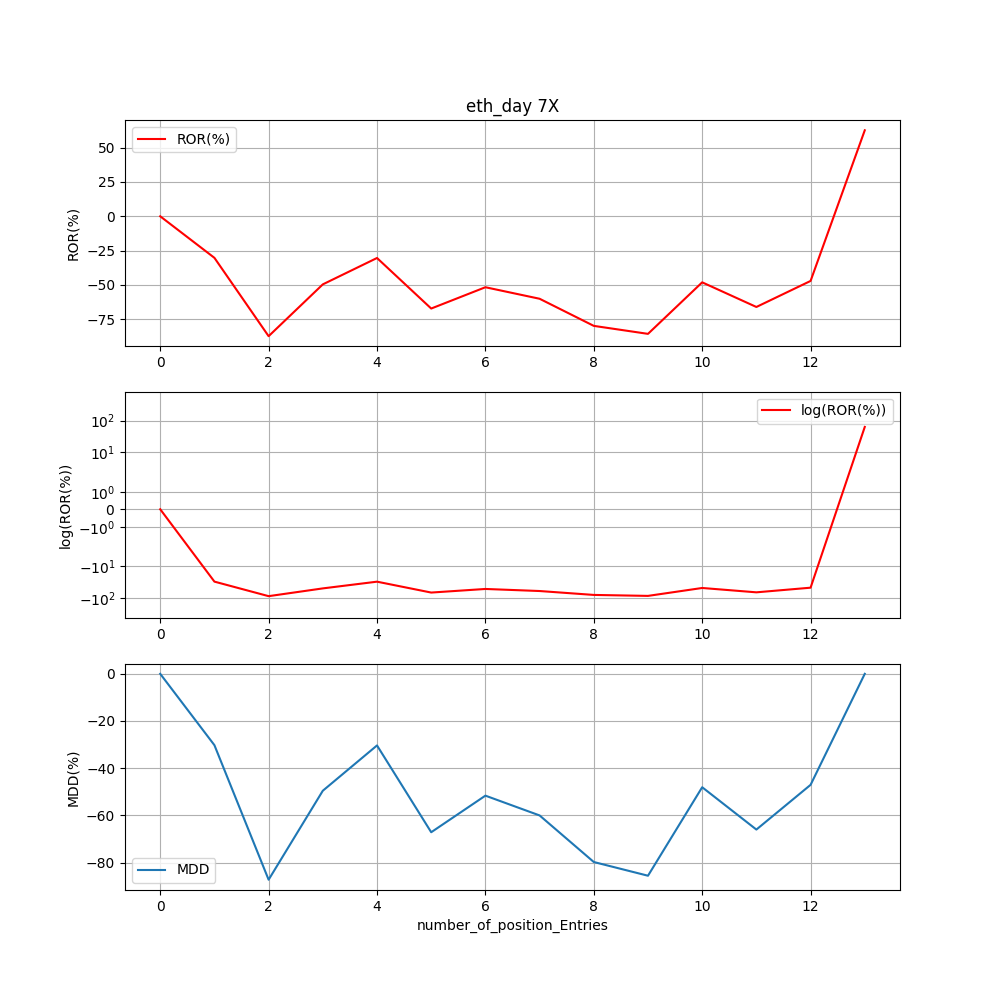 eth_day 7X
ROR(%)
50
25
0
−25
−50
−75
ROR(%)
0 2 4 6 8 10 12
log(ROR(%))
10²
10¹
10⁰
0
−10⁰
−10¹
−10²
log(ROR(%))
0 2 4 6 8 10 12
0
−20
−40
−60
−80
MDD(%)
MDD
0 2 4 6 8 10 12
number_of_position_Entries